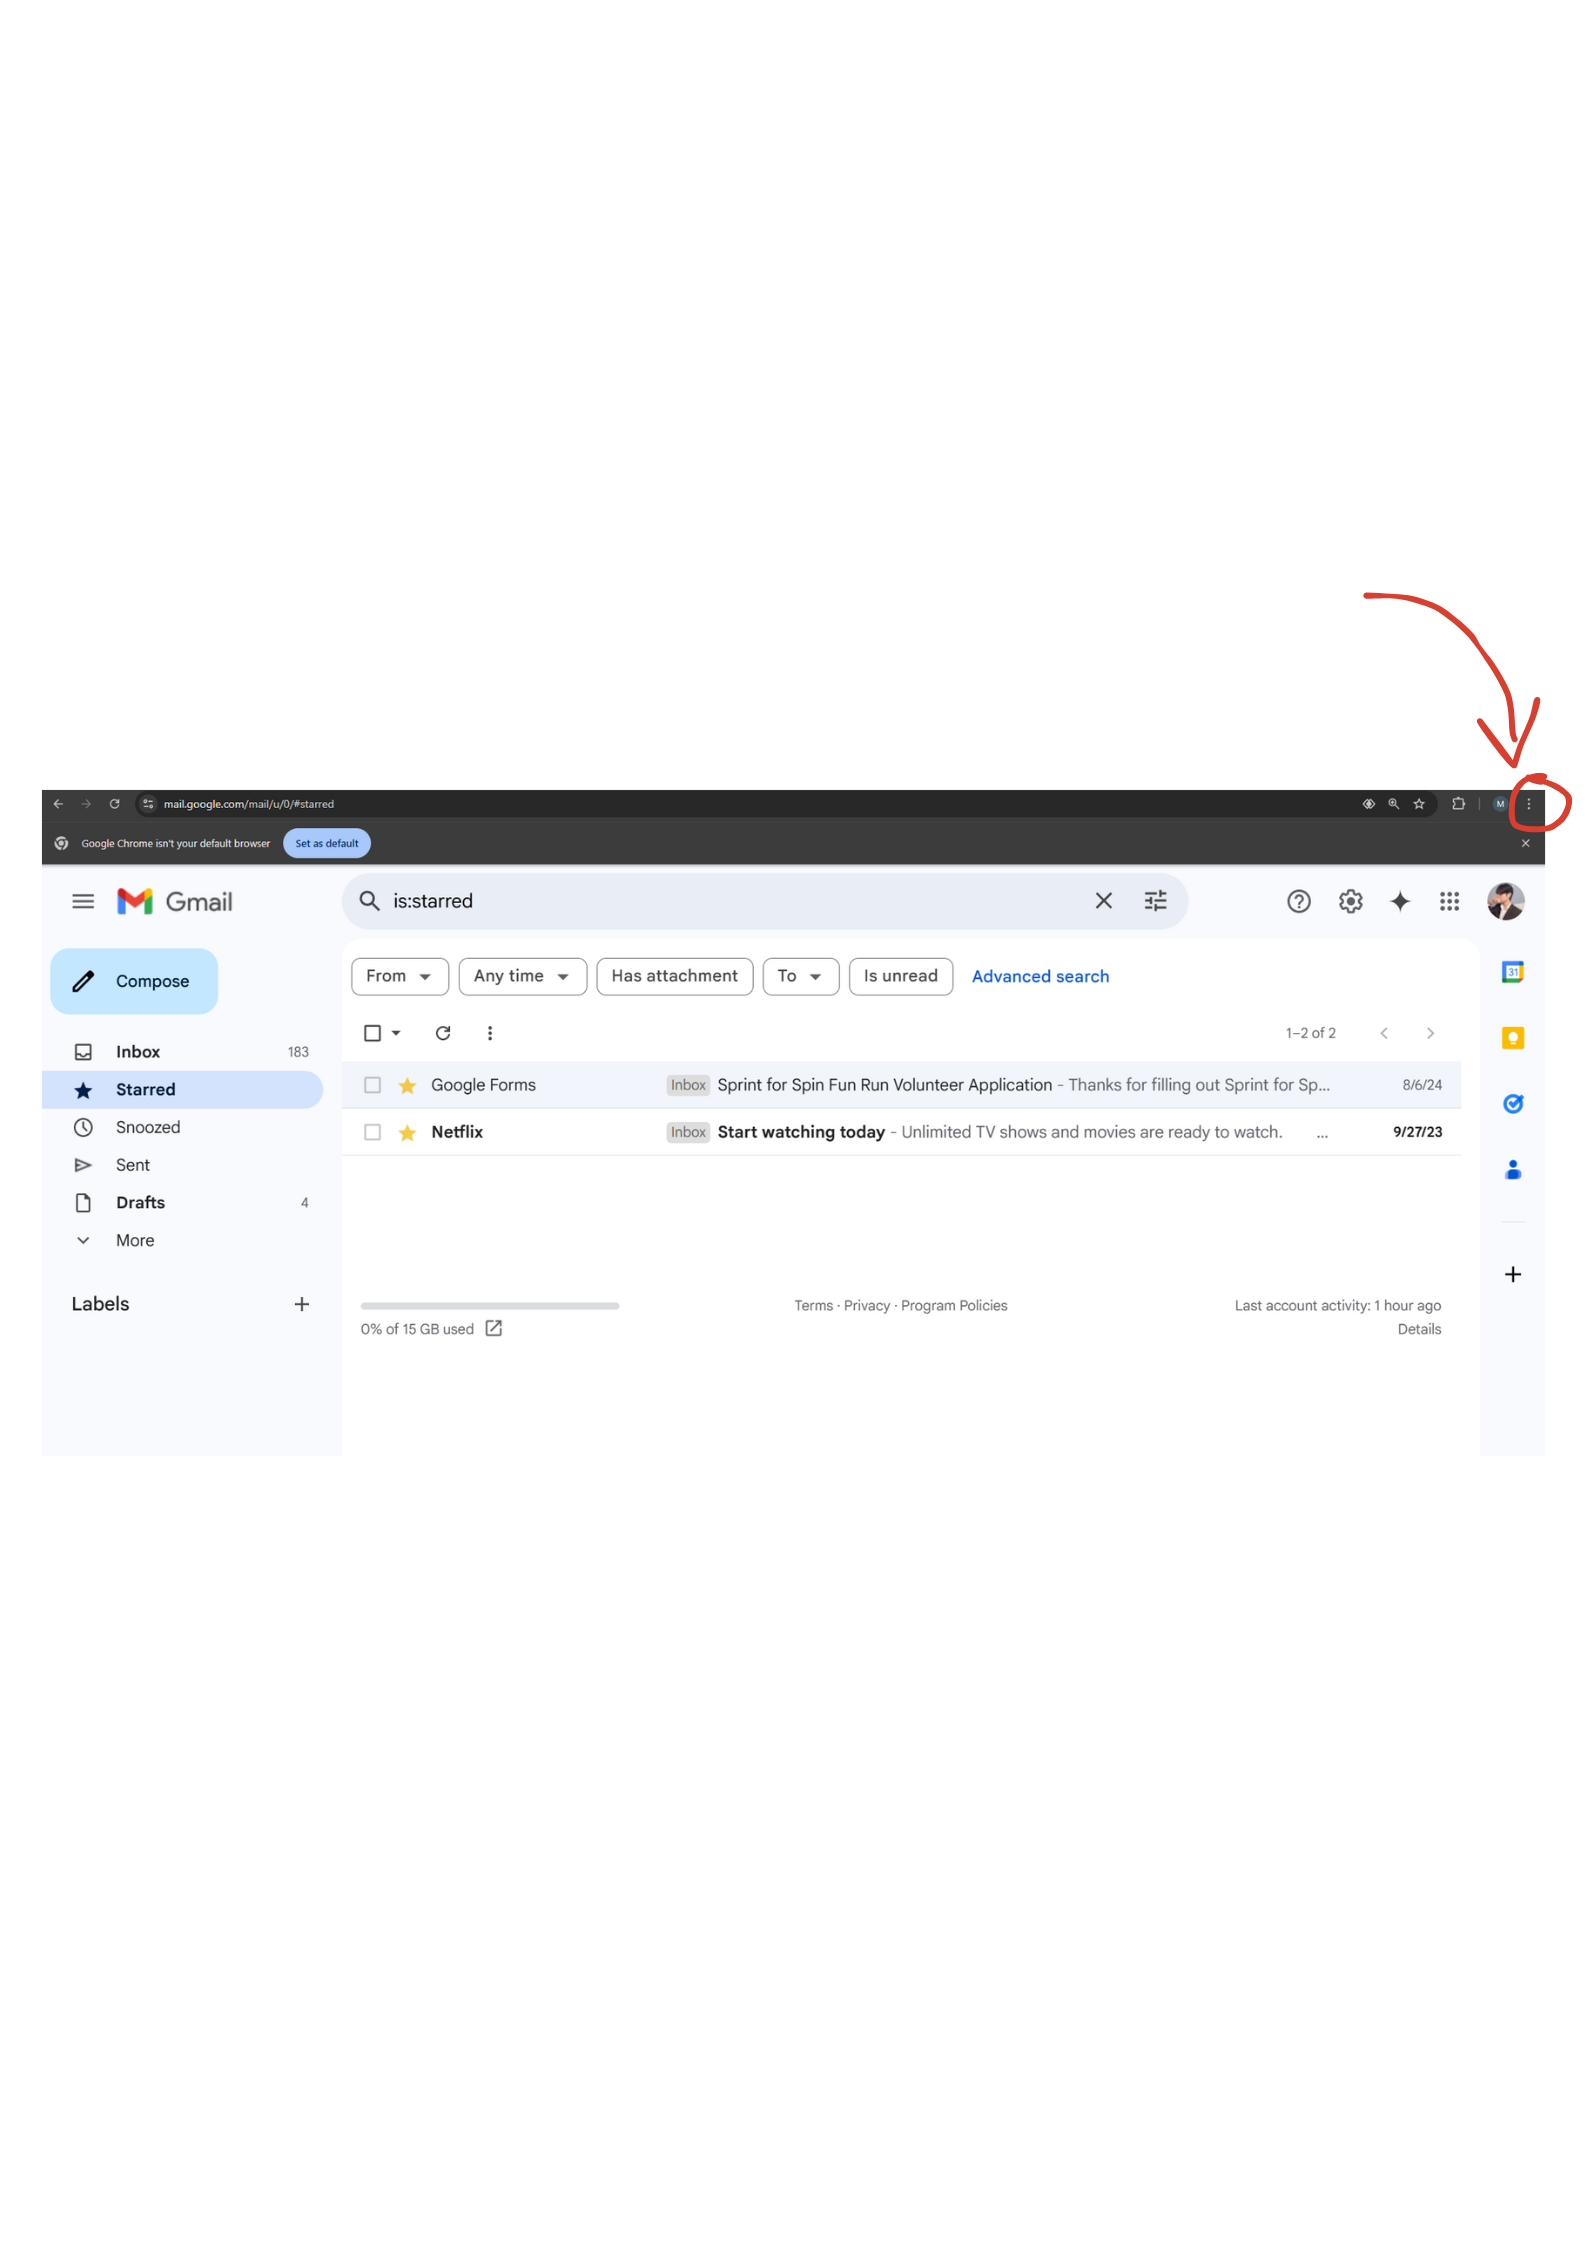 mail.google.com/mail/u/0/#starred
M
Google Chrome isn't your default browser Set as default
Gmail
is:starred
Compose
From Any time Has attachment To Is unread Advanced search
31
1–2 of 2
Inbox 183
Starred
Snoozed
Sent
Drafts 4
More
Labels
Google Forms Inbox Sprint for Spin Fun Run Volunteer Application - Thanks for filling out Sprint for Sp... 8/6/24
Netflix Inbox Start watching today - Unlimited TV shows and movies are ready to watch. ... 9/27/23
0% of 15 GB used
Terms · Privacy · Program Policies
Last account activity: 1 hour ago
Details